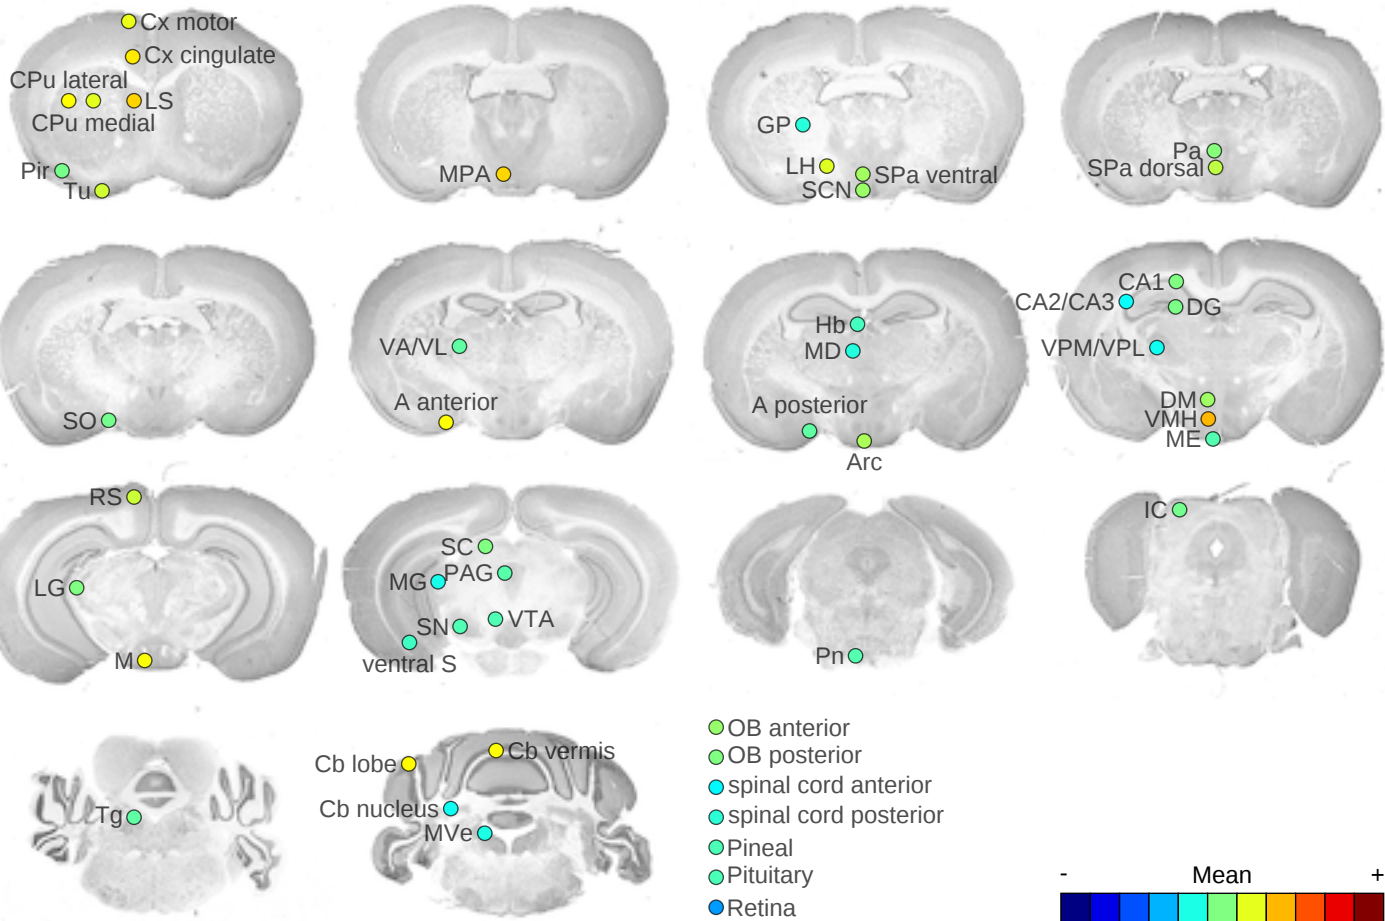 Cx motor
Cx cingulate
CPu lateral
LS
CPu medial
Pir
Tu
MPA
GP
LH
SPa ventral
SCN
Pa
SPa dorsal
SO
VA/VL
A anterior
Hb
MD
A posterior
Arc
CA1
CA2/CA3
DG
VPM/VPL
DM
VMH
ME
RS
LG
M
SC
PAG
MG
SN
VTA
ventral S
Pn
IC
Tg
Cb lobe
Cb vermis
Cb nucleus
MVe
OB anterior
OB posterior
spinal cord anterior
spinal cord posterior
Pineal
Pituitary
Retina
- Mean +